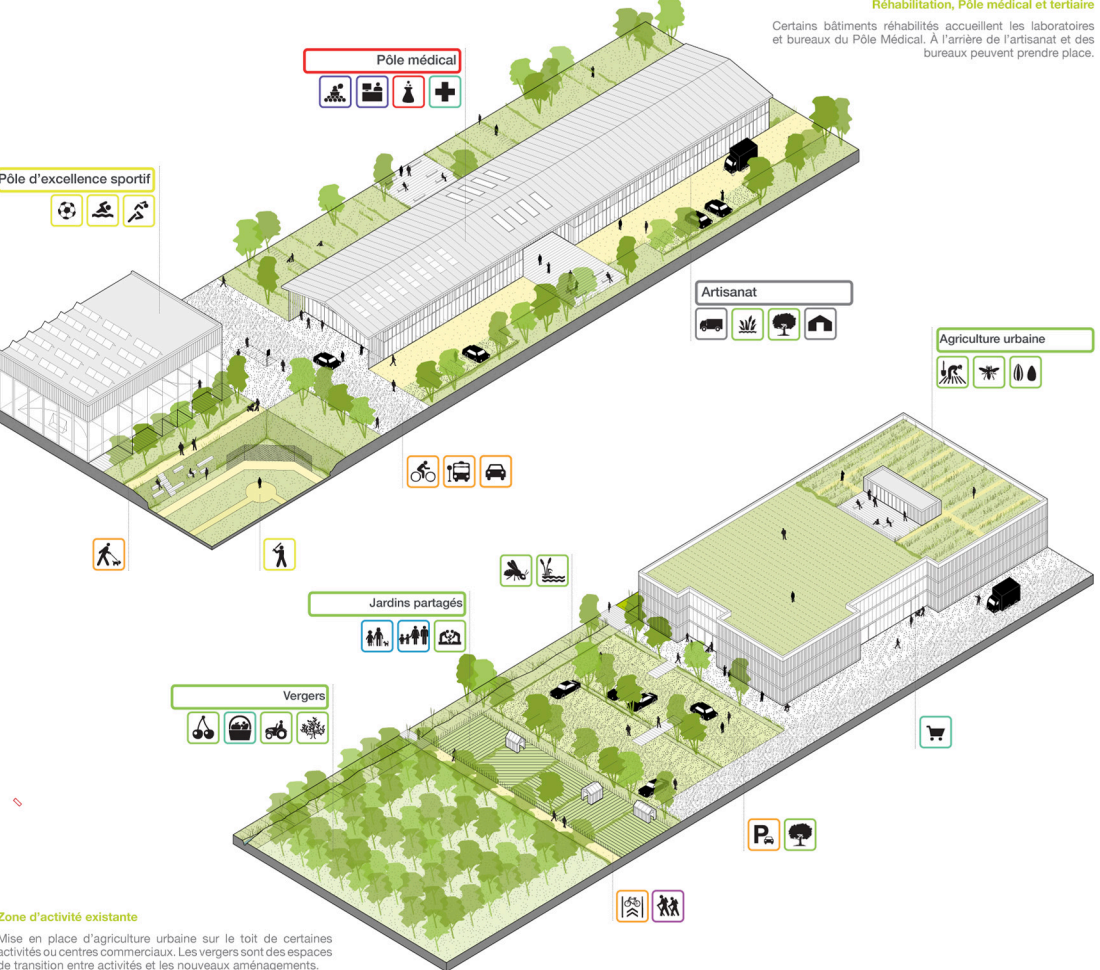 Réhabilitation, Pôle médical et tertiaire
Certains bâtiments réhabilités accueillent les laboratoires
et bureaux du Pôle Médical. À l'arrière de l'artisanat et des
bureaux peuvent prendre place.
Pôle médical
Pôle d'excellence sportif
Artisanat
Agriculture urbaine
Jardins partagés
Vergers
P
Zone d'activité existante
Mise en place d'agriculture urbaine sur le toit de certaines
activités ou centres commerciaux. Les vergers sont des espaces
de transition entre activités et les nouveaux aménagements.